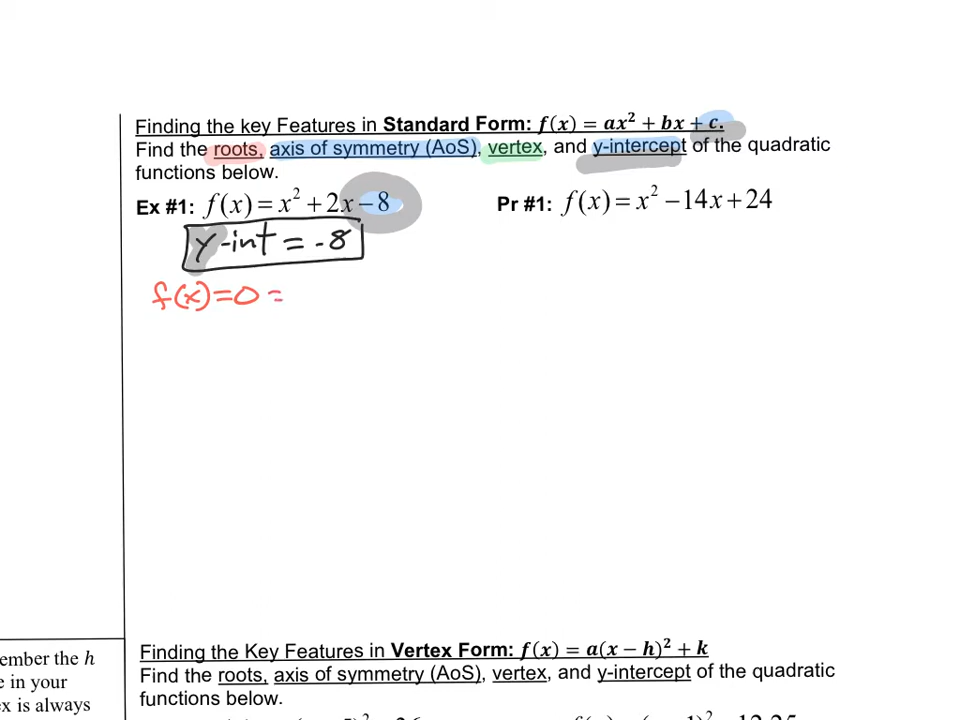 Finding the key Features in Standard Form: f(x) = ax² + bx + c.
Find the roots, axis of symmetry (AoS), vertex, and y-intercept of the quadratic
functions below.
Ex #1: f(x) = x² + 2x − 8
Pr #1: f(x) = x² − 14x + 24
y-int = -8
f(x) = 0 =
ember the h
e in your
x is always
Finding the Key Features in Vertex Form: f(x) = a(x − h)² + k
Find the roots, axis of symmetry (AoS), vertex, and y-intercept of the quadratic
functions below.